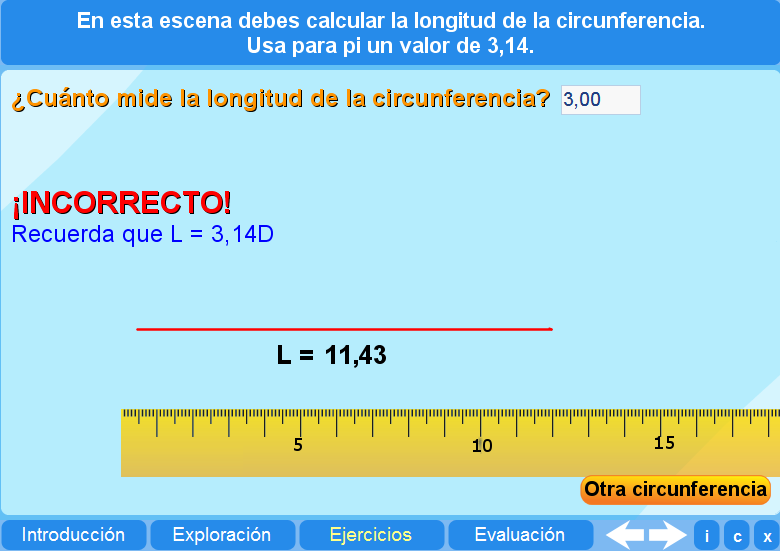 En esta escena debes calcular la longitud de la circunferencia.
Usa para pi un valor de 3,14.
¿Cuánto mide la longitud de la circunferencia? 3,00
¡INCORRECTO!
Recuerda que L = 3,14D
L = 11,43
5 10 15
Otra circunferencia
Introducción Exploración Ejercicios Evaluación i c x